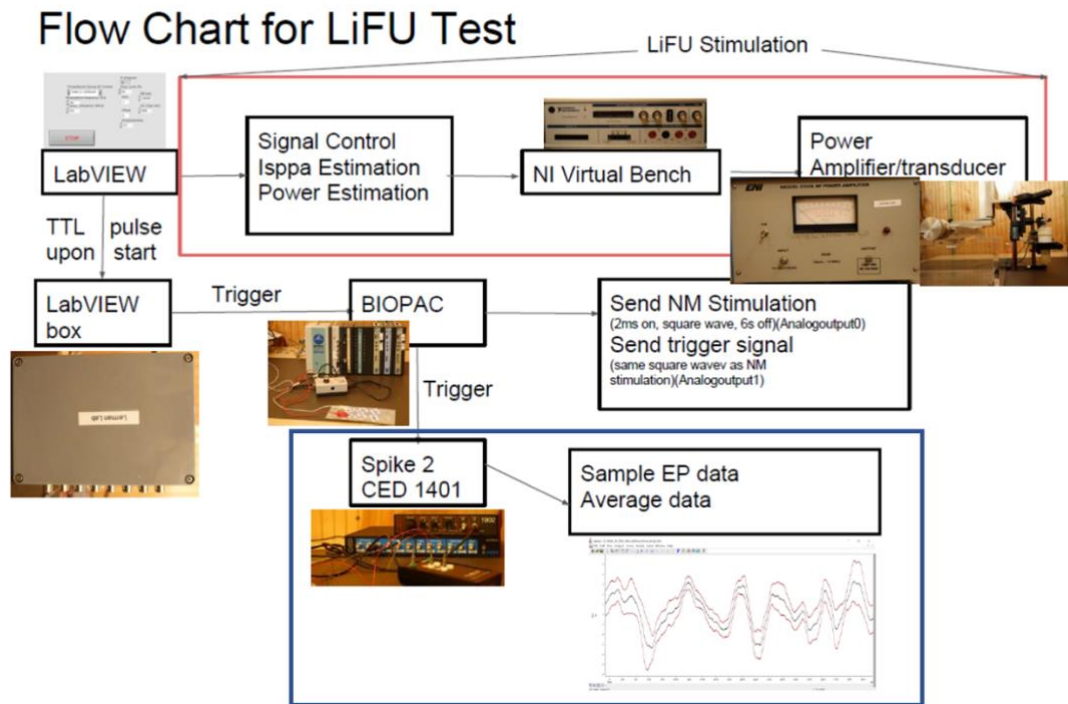 Flow Chart for LiFU Test
LiFU Stimulation
STOP
LabVIEW
Signal Control
Isppa Estimation
Power Estimation
NI Virtual Bench
Power
Amplifier/transducer
ENI
TTL pulse
upon start
LabVIEW
box
Trigger
BIOPAC
Send NM Stimulation
(2ms on, square wave, 6s off)(Analogoutput0)
Send trigger signal
(same square wavev as NM
stimulation)(Analogoutput1)
Lerman Lab
Trigger
Spike 2
CED 1401
1902
Sample EP data
Average data